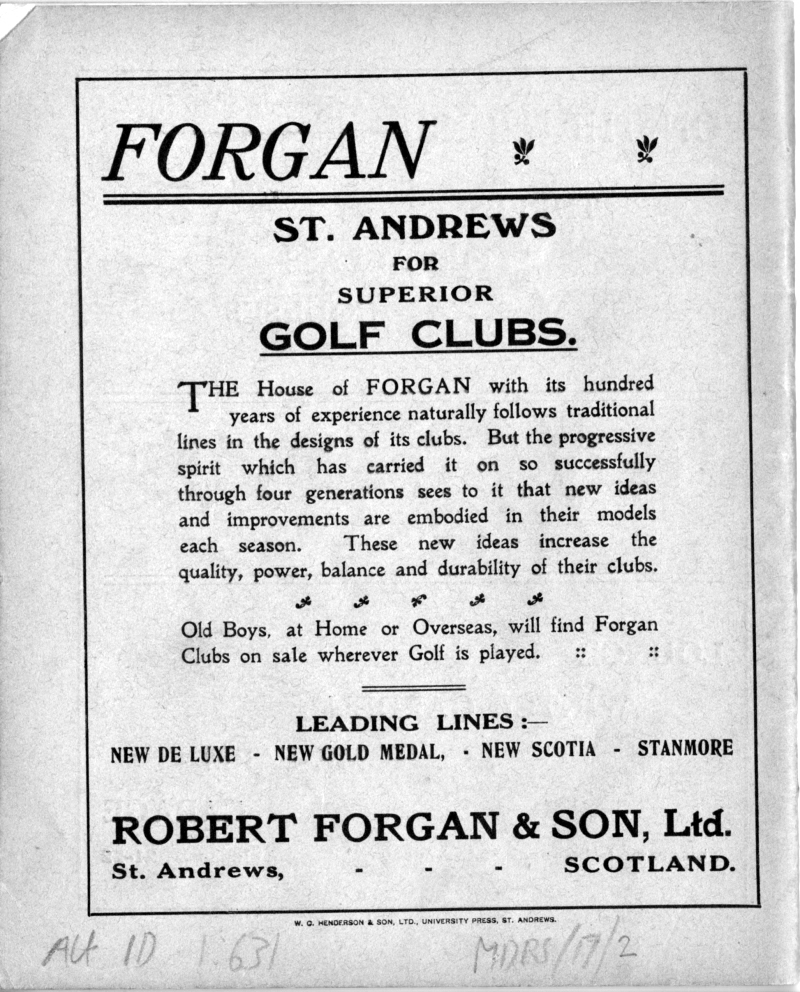 FORGAN
ST. ANDREWS
FOR
SUPERIOR
GOLF CLUBS.
THE House of FORGAN with its hundred
years of experience naturally follows traditional
lines in the designs of its clubs. But the progressive
spirit which has carried it on so successfully
through four generations sees to it that new ideas
and improvements are embodied in their models
each season. These new ideas increase the
quality, power, balance and durability of their clubs.
Old Boys, at Home or Overseas, will find Forgan
Clubs on sale wherever Golf is played. :: ::
LEADING LINES :—
NEW DE LUXE - NEW GOLD MEDAL, - NEW SCOTIA - STANMORE
ROBERT FORGAN & SON, Ltd.
St. Andrews, - - - SCOTLAND.
W. C. HENDERSON & SON, LTD., UNIVERSITY PRESS, ST. ANDREWS.
ID 1.631 MDRS/17/2